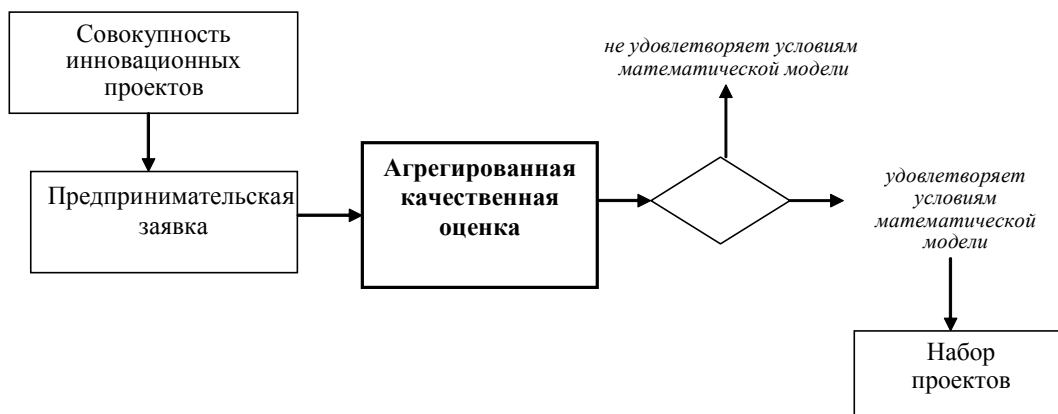 Совокупность
инновационных
проектов
Предпринимательская
заявка
Агрегированная
качественная
оценка
не удовлетворяет условиям
математической модели
удовлетворяет
условиям
математической
модели
Набор
проектов